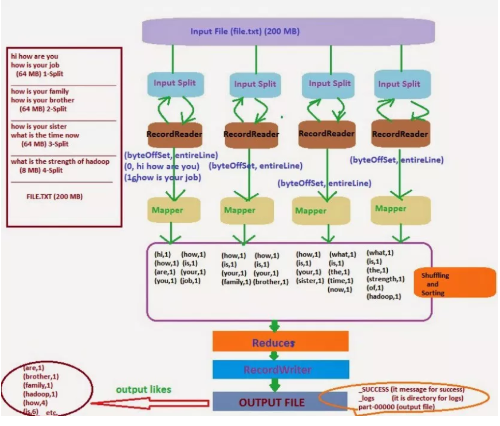 Input File (file.txt) (200 MB)
hi how are you
how is your job
(64 MB) 1-Split
how is your family
how is your brother
(64 MB) 2-Split
how is your sister
what is the time now
(64 MB) 3-Split
what is the strength of hadoop
(8 MB) 4-Split
FILE.TXT (200 MB)
Input Split
Input Split
Input Split
Input Split
RecordReader
RecordReader
RecordReader
RecordReader
(byteOffSet, entireLine)
(0, hi how are you)
how is your job)
(byteOffSet, entireLine)
(byteOffSet, entireLine)
(byteOffSet, entireLine)
Mapper
Mapper
Mapper
Mapper
(hi,1) (how,1)
(how,1) (is,1)
(are,1) (your,1)
(you,1) (job,1)
(how,1) (how,1)
(is,1) (is,1)
(your,1) (your,1)
(family,1) (brother,1)
(how,1) (what,1)
(is,1) (is,1)
(your,1) (the,1)
(sister,1) (time,1)
(now,1)
(what,1)
(is,1)
(the,1)
(strength,1)
(of,1)
(hadoop,1)
Shuffling
and
Sorting
Reducer
RecordWriter
OUTPUT FILE
output likes
(are,1)
(brother,1)
(family,1)
(hadoop,1)
(how,4)
(is,6) etc
_SUCCESS (it message for success)
_logs (it is directory for logs)
part-00000 (output file)